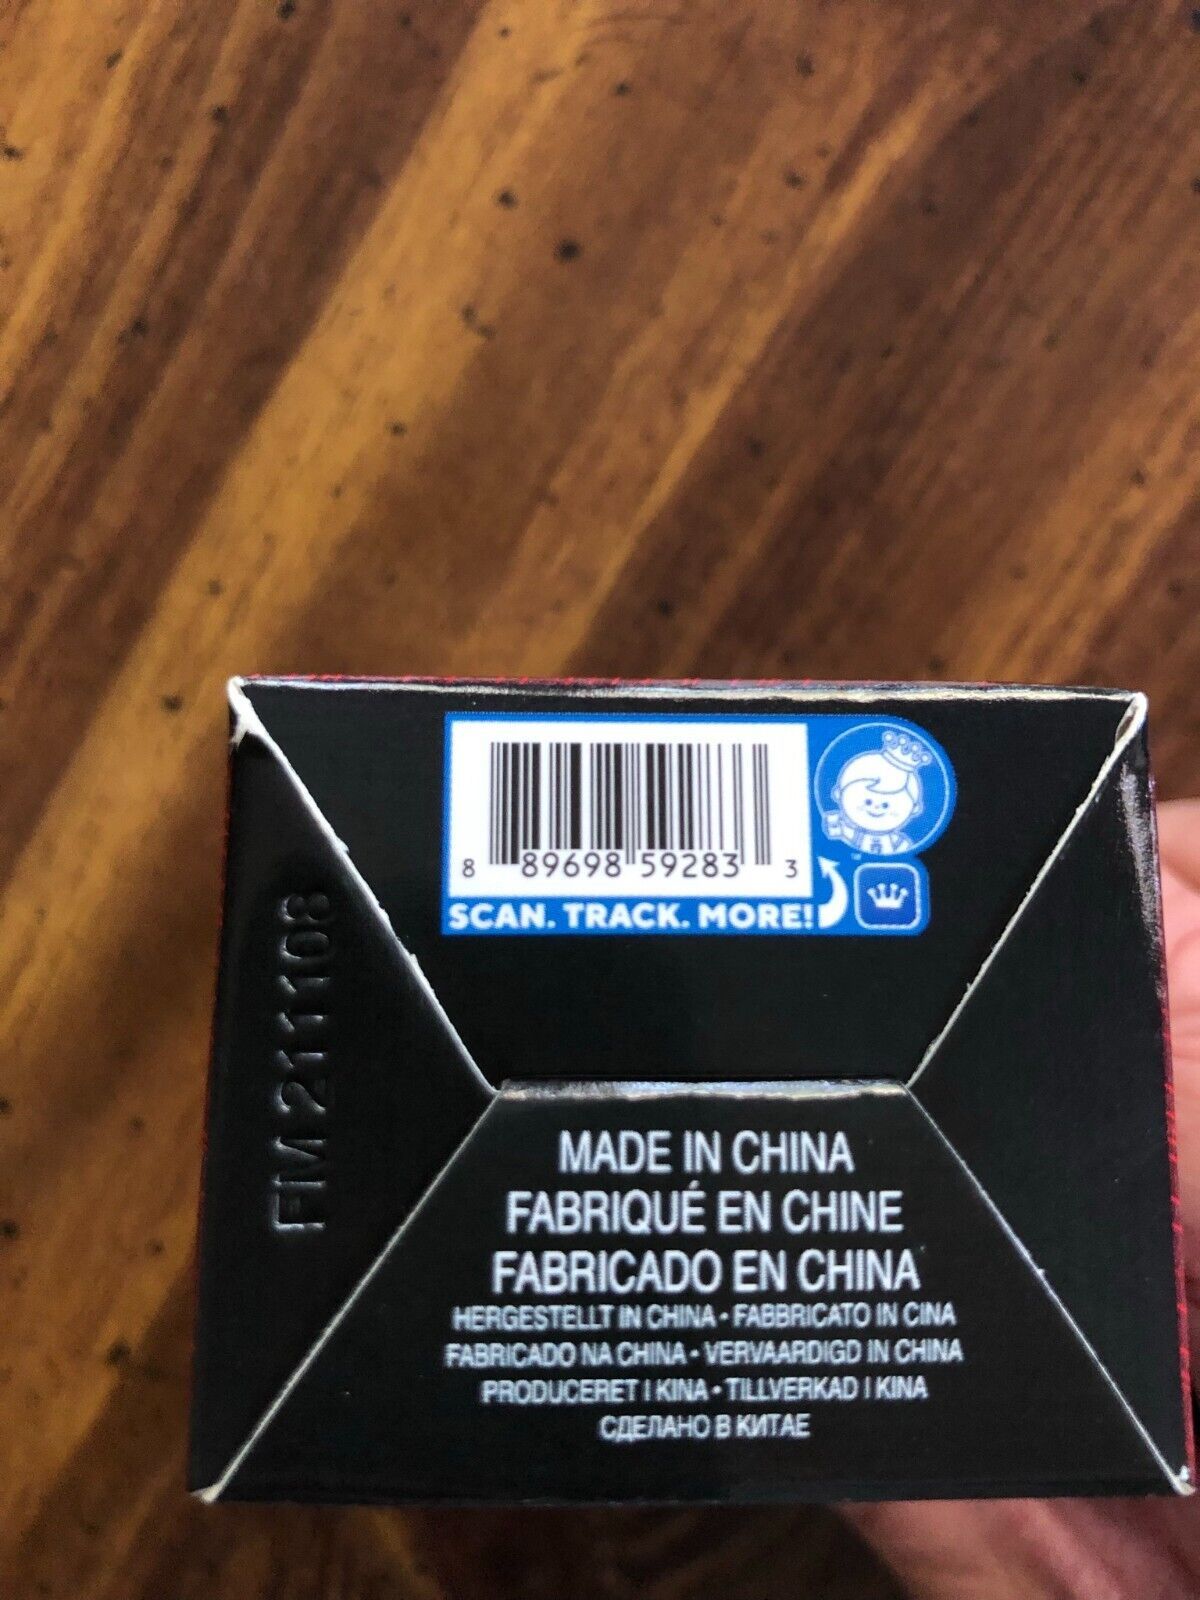 8 89698 59283 3
SCAN. TRACK. MORE!
FM 211108
MADE IN CHINA
FABRIQUÉ EN CHINE
FABRICADO EN CHINA
HERGESTELLT IN CHINA • FABBRICATO IN CINA
FABRICADO NA CHINA • VERVAARDIGD IN CHINA
PRODUCERET I KINA • TILLVERKAD I KINA
СДЕЛАНО В КИТАЕ